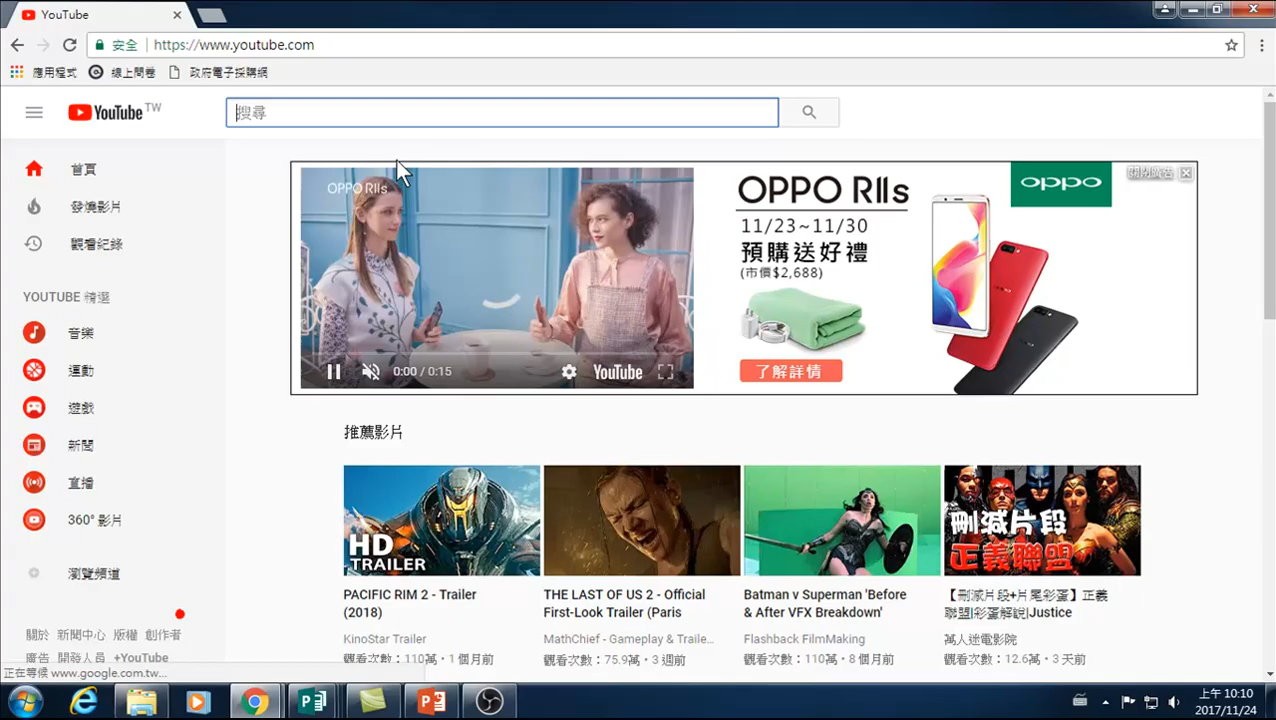 YouTube
安全
https://www.youtube.com
應用程式
線上問卷
政府電子採購網
YouTube TW
搜尋
首頁
發燒影片
觀看紀錄
YOUTUBE 精選
音樂
運動
遊戲
新聞
直播
360° 影片
瀏覽頻道
關於 新聞中心 版權 創作者
廣告 開發人員 +YouTube
正在等候 www.google.com.tw...
OPPO R11s
0:00 / 0:15
YouTube
OPPO R11s
11/23~11/30
預購送好禮
(市價$2,688)
了解詳情
oppo
關閉廣告
推薦影片
HD
TRAILER
刪減片段
正義聯盟
PACIFIC RIM 2 - Trailer
(2018)
KinoStar Trailer
觀看次數：110萬 • 1 個月前
THE LAST OF US 2 - Official
First-Look Trailer (Paris
MathChief - Gameplay & Traile...
觀看次數：75.9萬 • 3 週前
Batman v Superman 'Before
& After VFX Breakdown'
Flashback FilmMaking
觀看次數：110萬 • 8 個月前
【刪減片段+片尾彩蛋】正義
聯盟|彩蛋解說|Justice
萬人迷電影院
觀看次數：12.6萬 • 3 天前
上午 10:10
2017/11/24